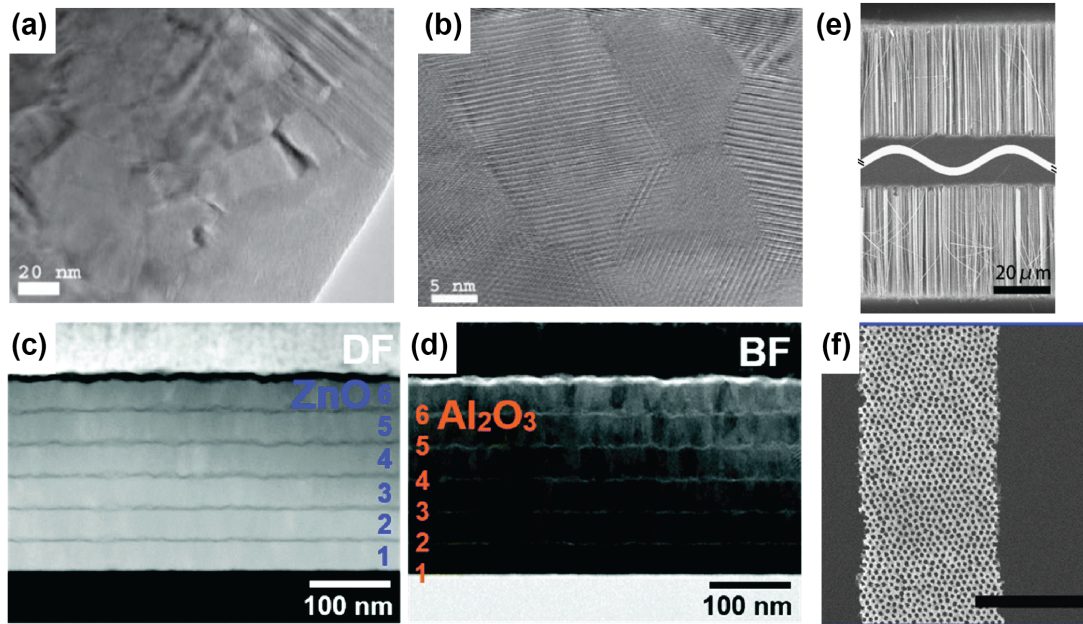 (a)
20 nm
(b)
5 nm
(e)
20 μm
(c)
DF
ZnO 6
5
4
3
2
1
100 nm
(d)
BF
6 Al₂O₃
5
4
3
2
1
100 nm
(f)